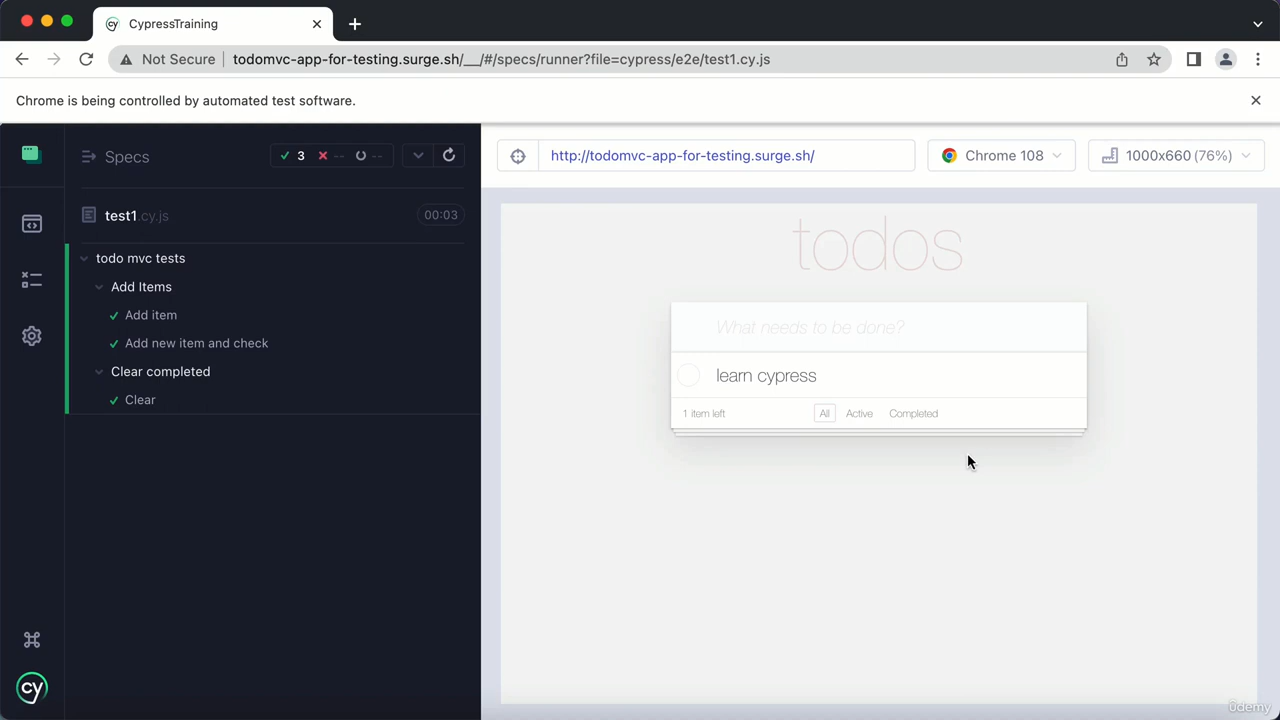 CypressTraining
Not Secure
todomvc-app-for-testing.surge.sh/__/#/specs/runner?file=cypress/e2e/test1.cy.js
Chrome is being controlled by automated test software.
Specs
3 -- --
http://todomvc-app-for-testing.surge.sh/
Chrome 108
1000x660 (76%)
test1.cy.js
00:03
todo mvc tests
Add Items
Add item
Add new item and check
Clear completed
Clear
todos
What needs to be done?
learn cypress
1 item left
All
Active
Completed
cy
ûdemy